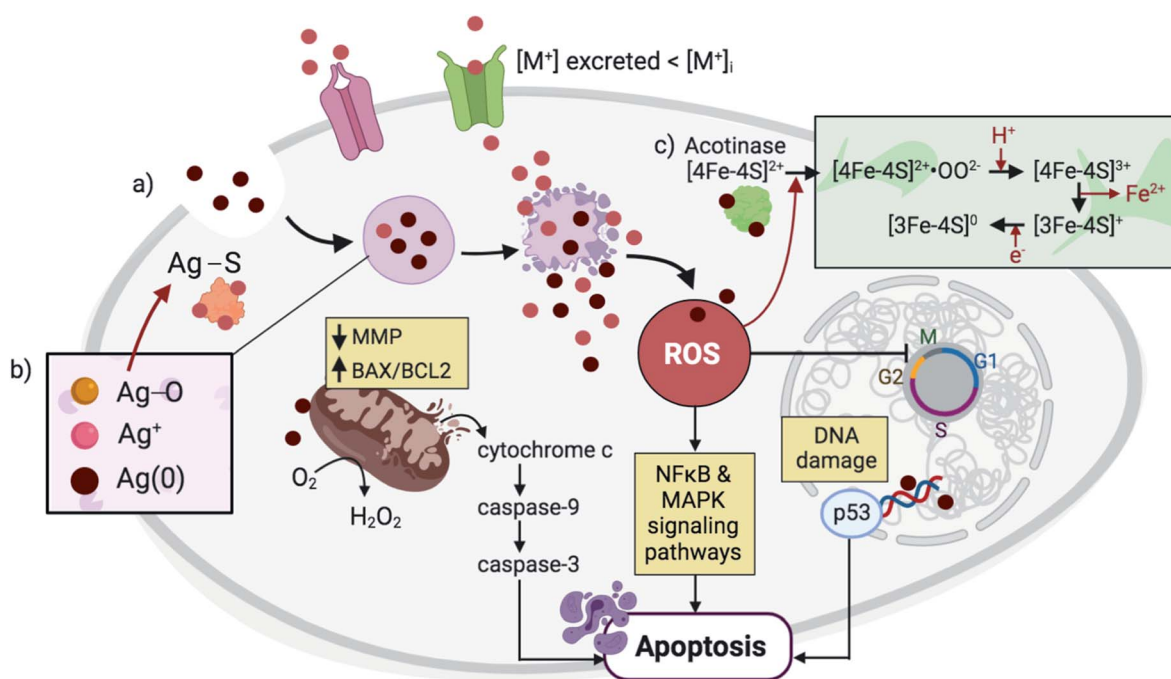 [M⁺] excreted < [M⁺]ᵢ
a)
c) Acotinase
[4Fe-4S]²⁺
[4Fe-4S]²⁺•OO²⁻
H⁺
[4Fe-4S]³⁺
Fe²⁺
[3Fe-4S]⁰
[3Fe-4S]⁺
e⁻
Ag–S
b)
Ag–O
Ag⁺
Ag(0)
MMP
BAX/BCL2
O₂
H₂O₂
cytochrome c
caspase-9
caspase-3
ROS
NFκB &
MAPK
signaling
pathways
M
G1
G2
S
DNA
damage
p53
Apoptosis